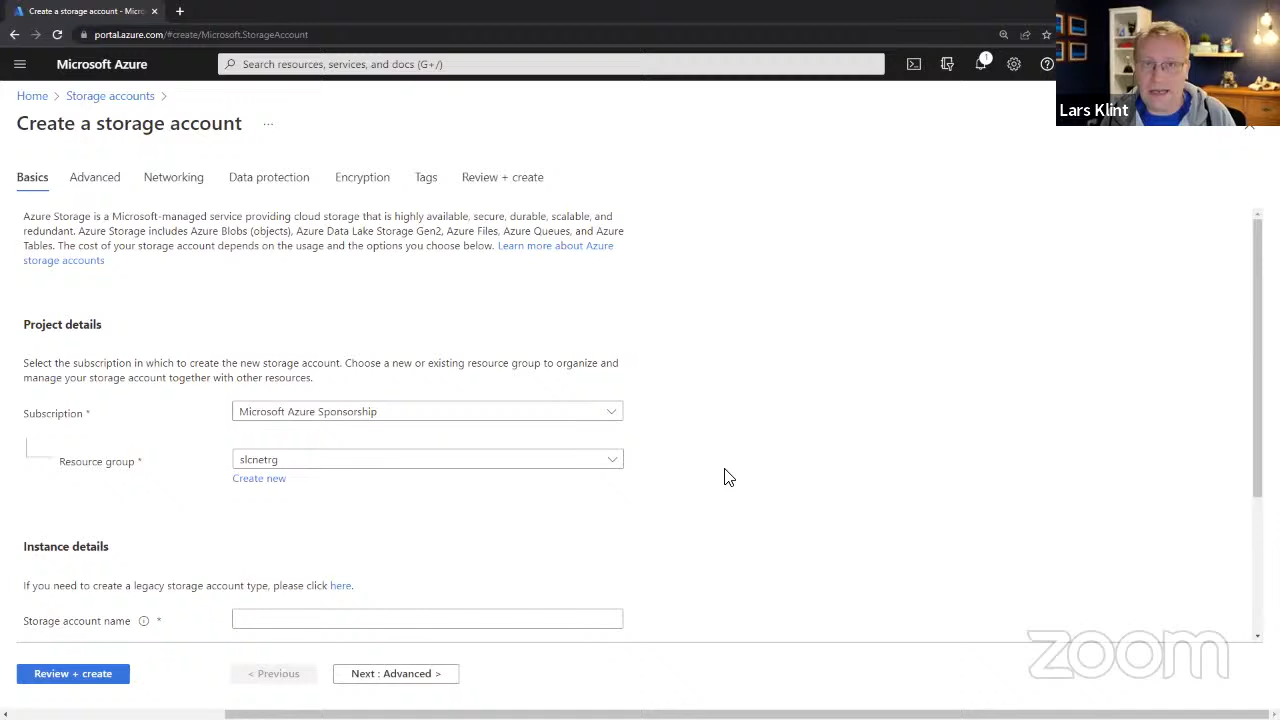 Create a storage account - Micros
portal.azure.com/#create/Microsoft.StorageAccount
Microsoft Azure
Search resources, services, and docs (G+/)
1
Lars Klint
Home > Storage accounts >
Create a storage account ...
Basics Advanced Networking Data protection Encryption Tags Review + create
Azure Storage is a Microsoft-managed service providing cloud storage that is highly available, secure, durable, scalable, and
redundant. Azure Storage includes Azure Blobs (objects), Azure Data Lake Storage Gen2, Azure Files, Azure Queues, and Azure
Tables. The cost of your storage account depends on the usage and the options you choose below. Learn more about Azure
storage accounts
Project details
Select the subscription in which to create the new storage account. Choose a new or existing resource group to organize and
manage your storage account together with other resources.
Subscription * Microsoft Azure Sponsorship
Resource group * slcnetrg
Create new
Instance details
If you need to create a legacy storage account type, please click here.
Storage account name *
Review + create < Previous Next : Advanced >
zoom